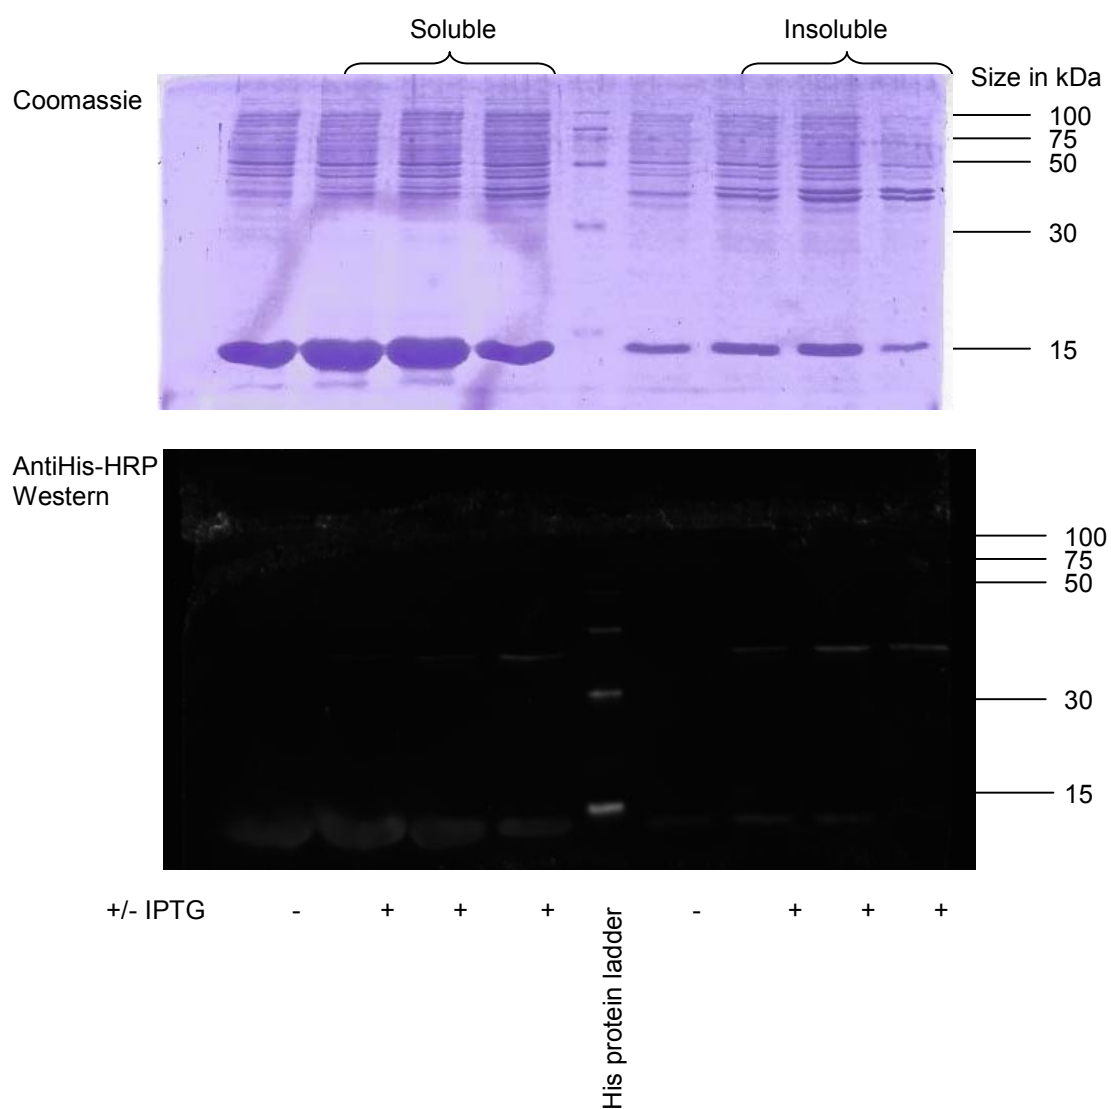 Soluble
Insoluble
Size in kDa
Coomassie
100
75
50
30
15
AntiHis-HRP
Western
100
75
50
30
15
+/- IPTG - + + + - + + +
His protein ladder